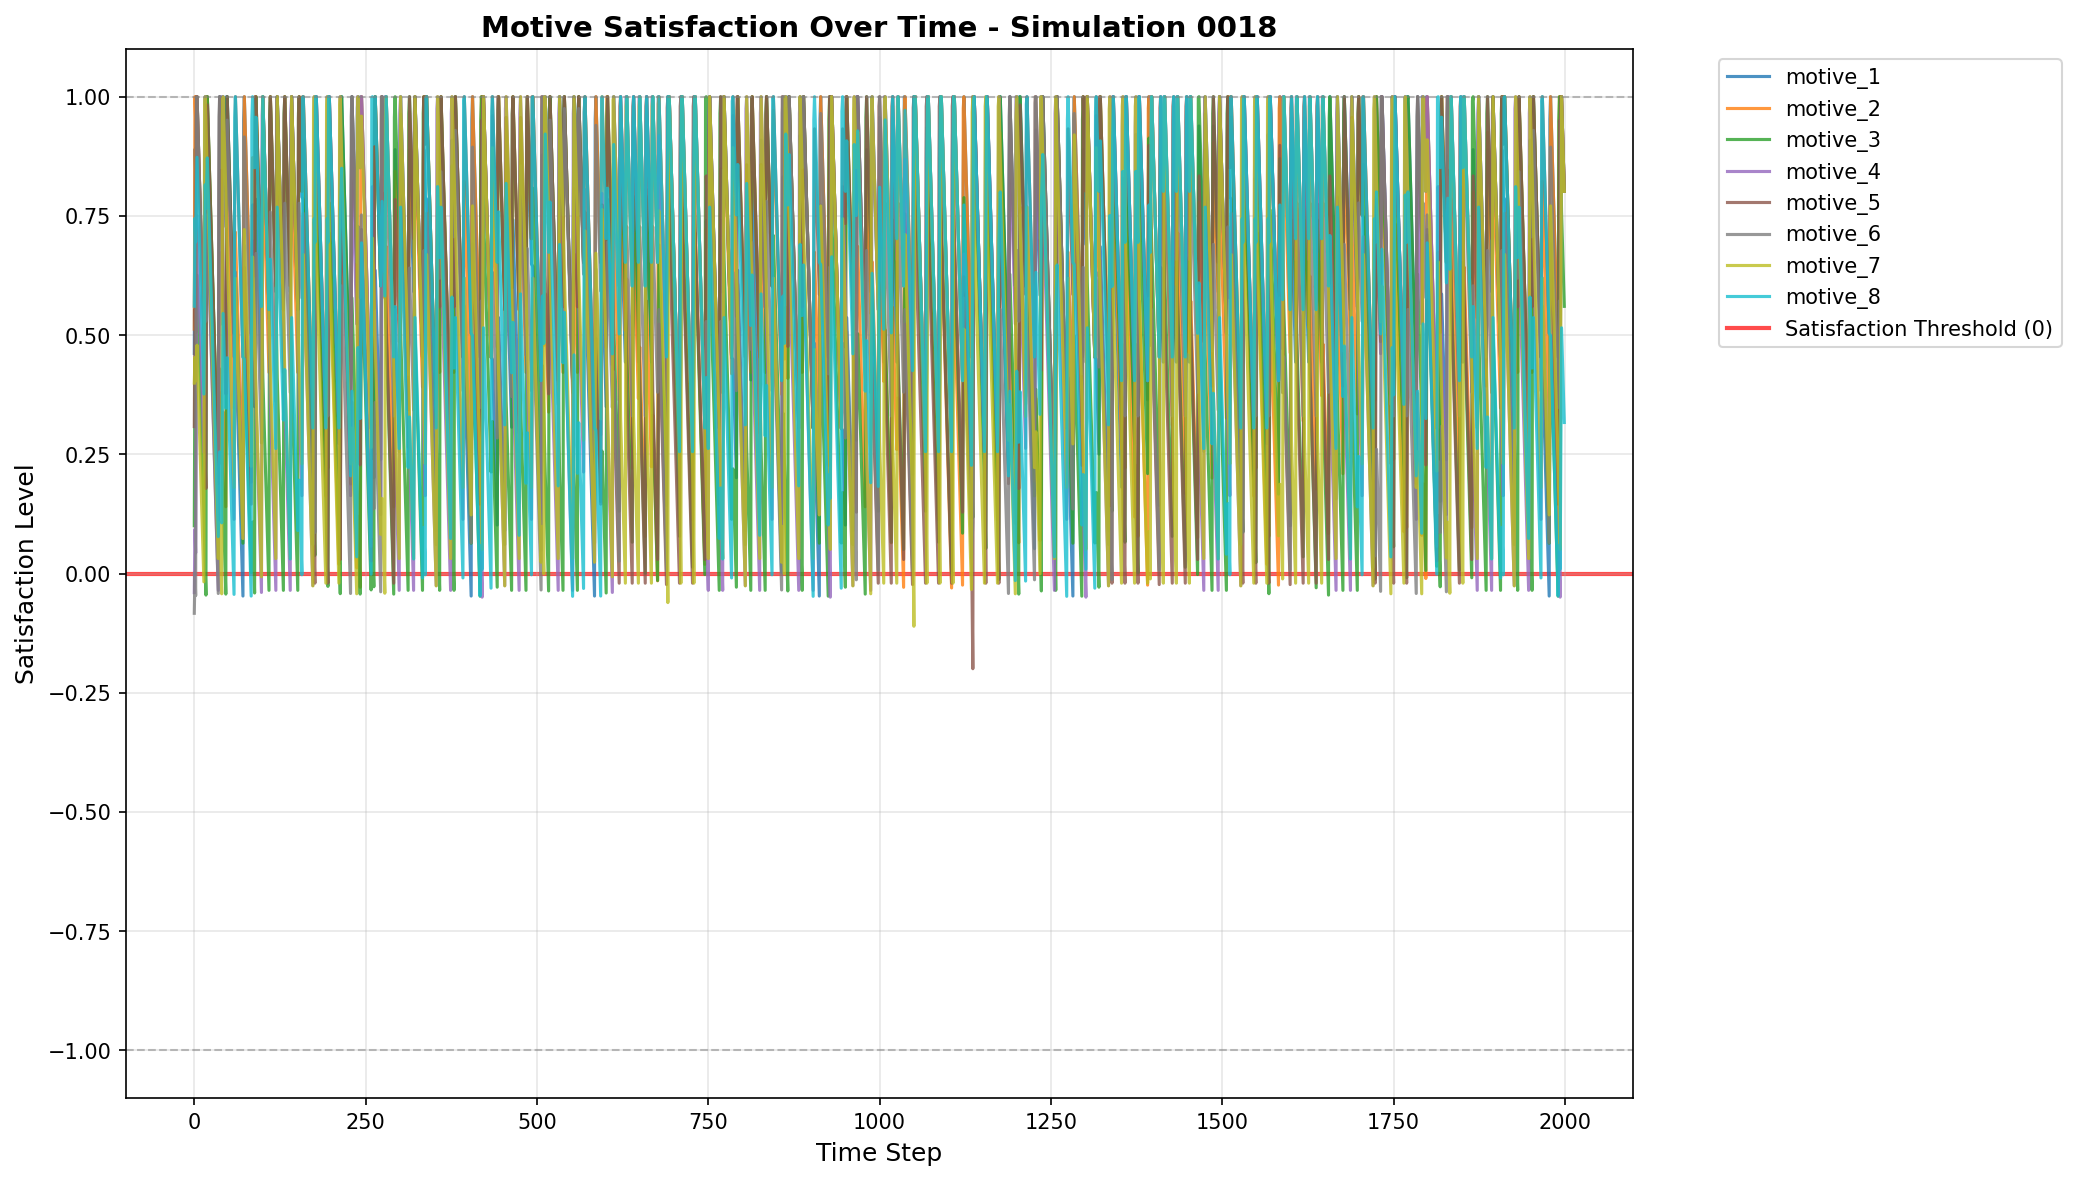 Motive Satisfaction Over Time - Simulation 0018
Satisfaction Level
1.00
0.75
0.50
0.25
0.00
−0.25
−0.50
−0.75
−1.00
0
250
500
750
1000
1250
1500
1750
2000
Time Step
motive_1
motive_2
motive_3
motive_4
motive_5
motive_6
motive_7
motive_8
Satisfaction Threshold (0)